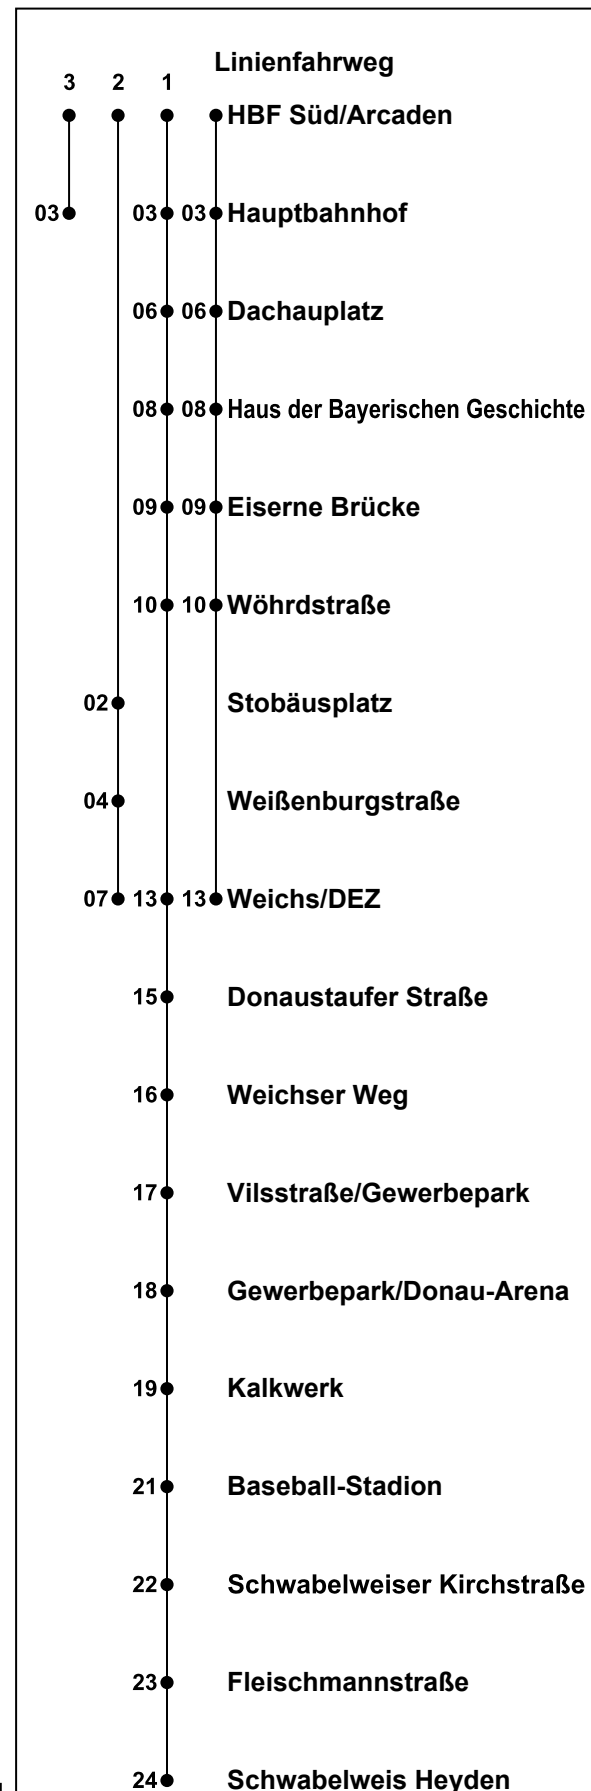 Linienfahrweg
3 2 1
HBF Süd/Arcaden
03 03 03 Hauptbahnhof
06 06 Dachauplatz
08 08 Haus der Bayerischen Geschichte
09 09 Eiserne Brücke
10 10 Wöhrdstraße
02 Stobäusplatz
04 Weißenburgstraße
07 13 13 Weichs/DEZ
15 Donaustaufer Straße
16 Weichser Weg
17 Vilsstraße/Gewerbepark
18 Gewerbepark/Donau-Arena
19 Kalkwerk
21 Baseball-Stadion
22 Schwabelweiser Kirchstraße
23 Fleischmannstraße
24 Schwabelweis Heyden